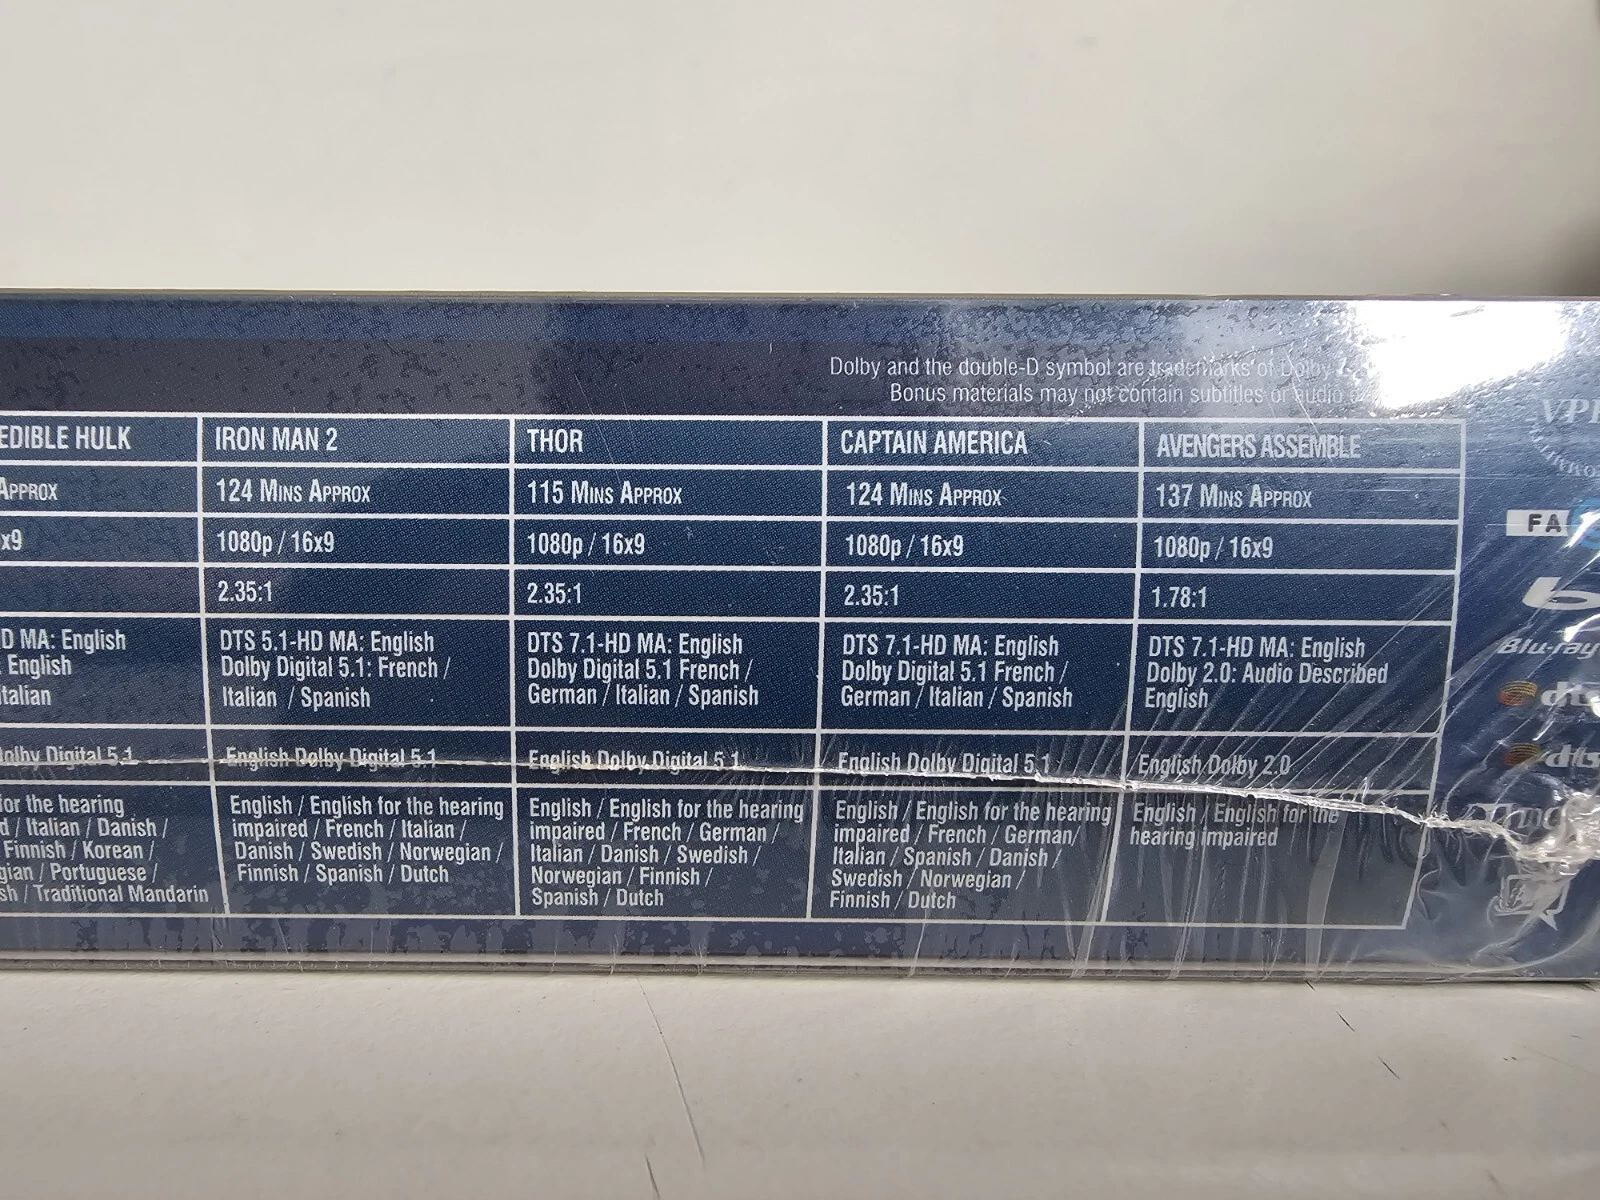 Dolby and the double-D symbol are trademarks of Dolby
Bonus materials may not contain subtitles or audio
EDIBLE HULK
IRON MAN 2
THOR
CAPTAIN AMERICA
AVENGERS ASSEMBLE
APPROX
124 MINS APPROX
115 MINS APPROX
124 MINS APPROX
137 MINS APPROX
x9
1080p / 16x9
1080p / 16x9
1080p / 16x9
1080p / 16x9
2.35:1
2.35:1
2.35:1
1.78:1
D MA: English
: English
talian
DTS 5.1-HD MA: English
Dolby Digital 5.1: French /
Italian / Spanish
DTS 7.1-HD MA: English
Dolby Digital 5.1 French /
German / Italian / Spanish
DTS 7.1-HD MA: English
Dolby Digital 5.1 French /
German / Italian / Spanish
DTS 7.1-HD MA: English
Dolby 2.0: Audio Described
English
olby Digital 5.1
English Dolby Digital 5.1
English Dolby Digital 5.1
English Dolby Digital 5.1
English Dolby 2.0
for the hearing
d / Italian / Danish /
Finnish / Korean /
gian / Portuguese /
sh / Traditional Mandarin
English / English for the hearing
impaired / French / Italian /
Danish / Swedish / Norwegian /
Finnish / Spanish / Dutch
English / English for the hearing
impaired / French / German /
Italian / Danish / Swedish /
Norwegian / Finnish /
Spanish / Dutch
English / English for the hearing
impaired / French / German/
Italian / Spanish / Danish /
Swedish / Norwegian /
Finnish / Dutch
English / English for the
hearing impaired
VP
FA
Blu-ray
dts
dts